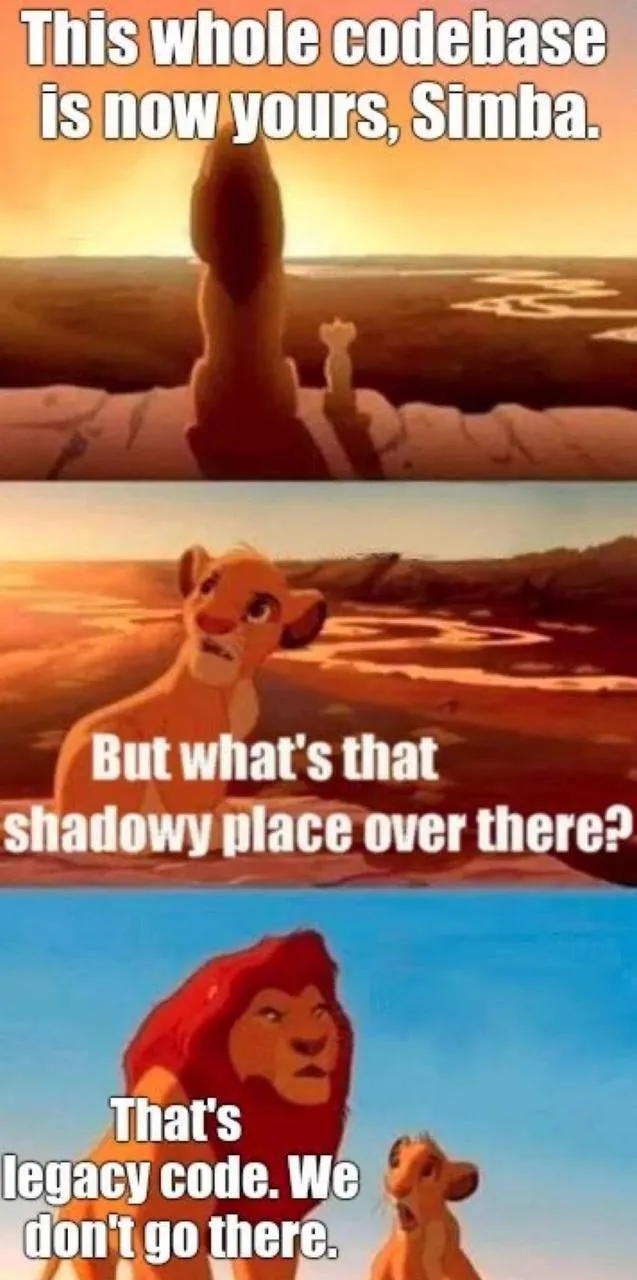 This whole codebase
is now yours, Simba.
But what's that
shadowy place over there?
That's
legacy code. We
don't go there.